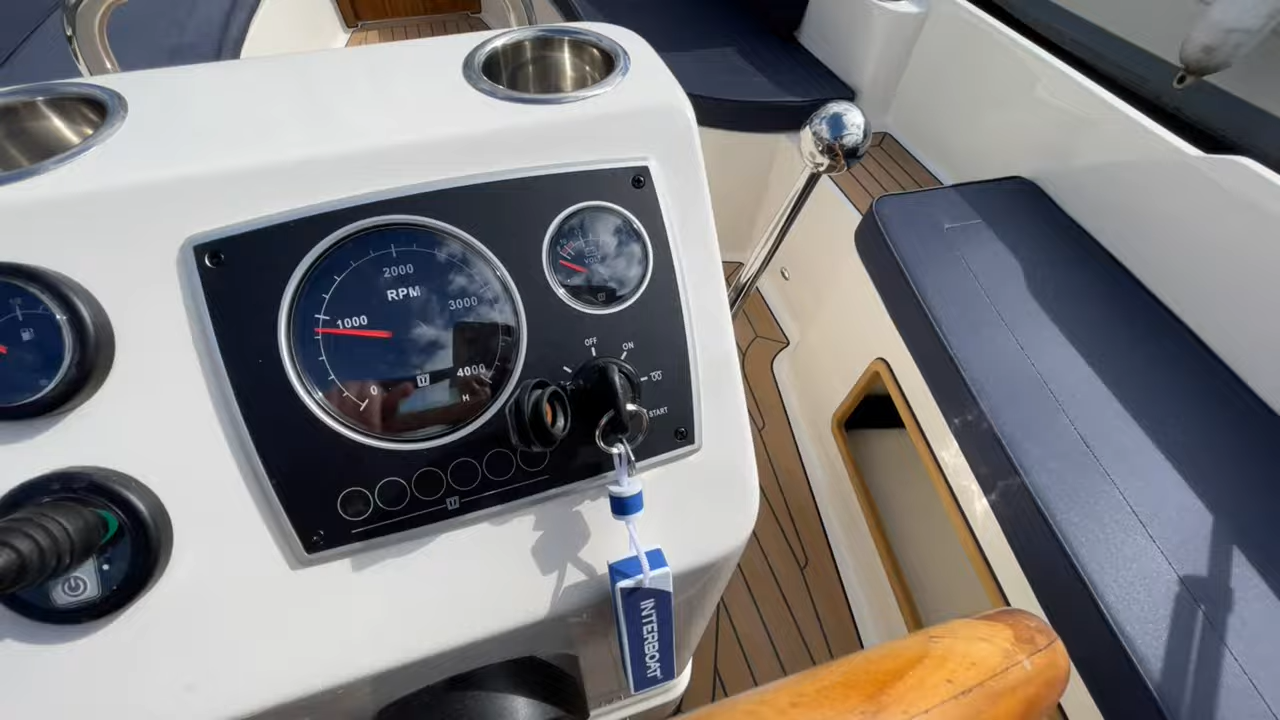 2000
RPM
3000
1000
4000
0
H
VOLT
OFF
ON
START
INTERBOAT